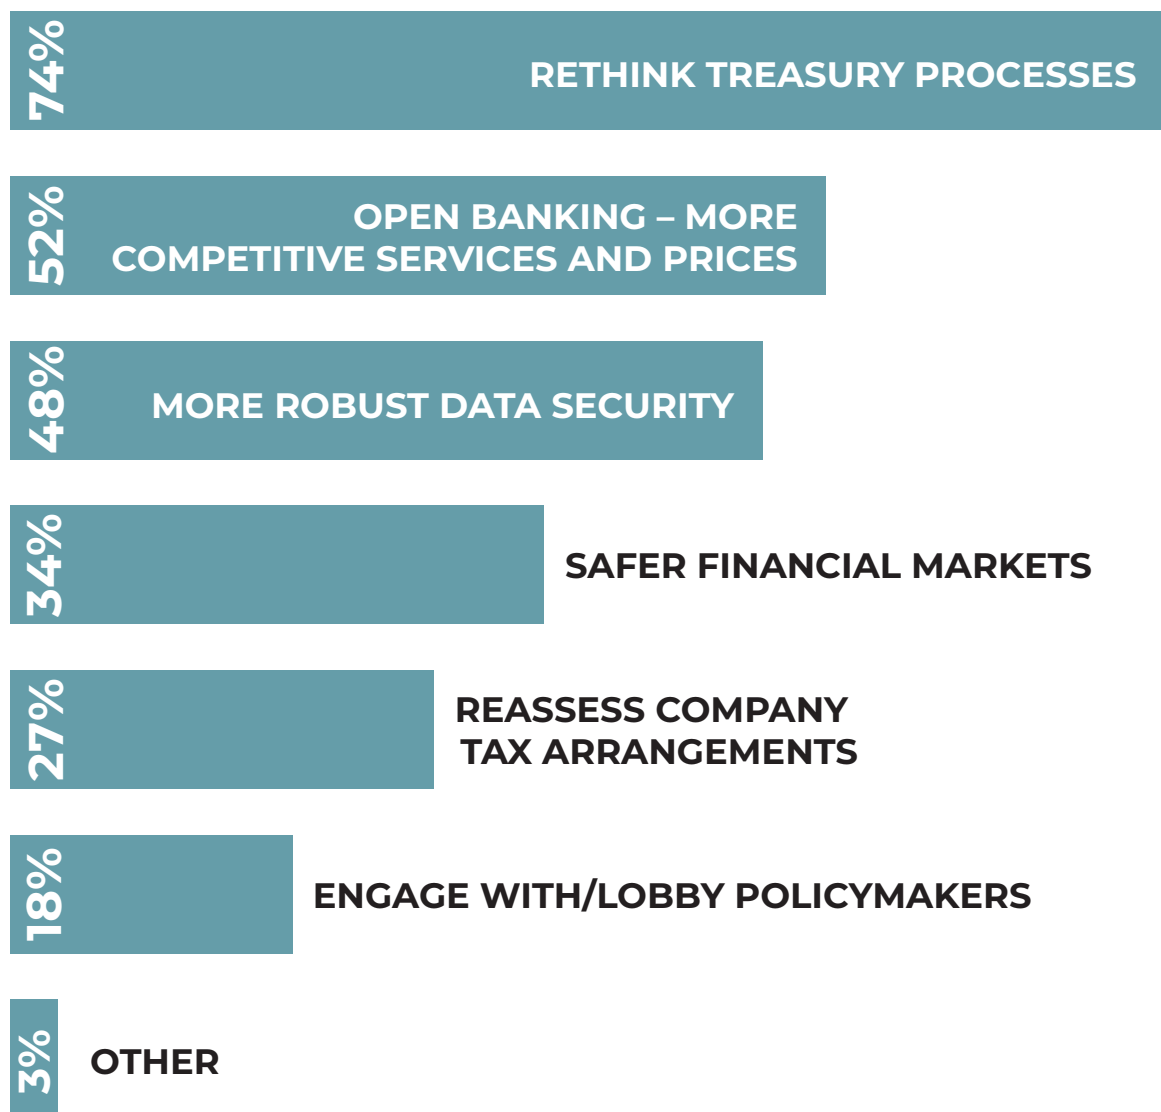 74%
RETHINK TREASURY PROCESSES
52%
OPEN BANKING – MORE
COMPETITIVE SERVICES AND PRICES
48%
MORE ROBUST DATA SECURITY
34%
SAFER FINANCIAL MARKETS
27%
REASSESS COMPANY
TAX ARRANGEMENTS
18%
ENGAGE WITH/LOBBY POLICYMAKERS
3%
OTHER